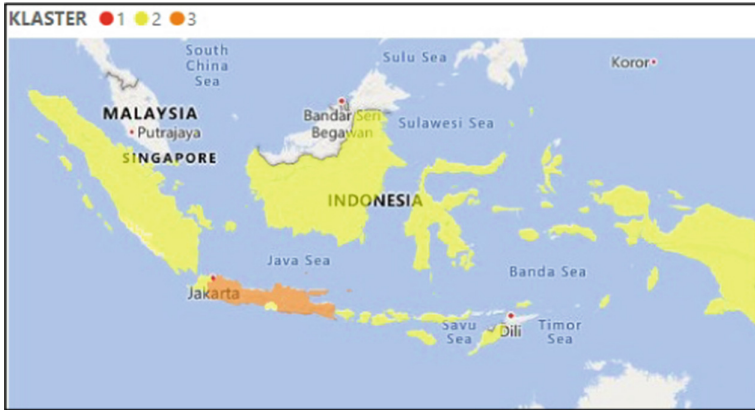 KLASTER 1 2 3
South
China
Sea
Sulu Sea
Koror
MALAYSIA
Putrajaya
Bandar Seri
Begawan
Sulawesi Sea
SINGAPORE
INDONESIA
Java Sea
Banda Sea
Jakarta
Savu
Sea
Dili
Timor
Sea